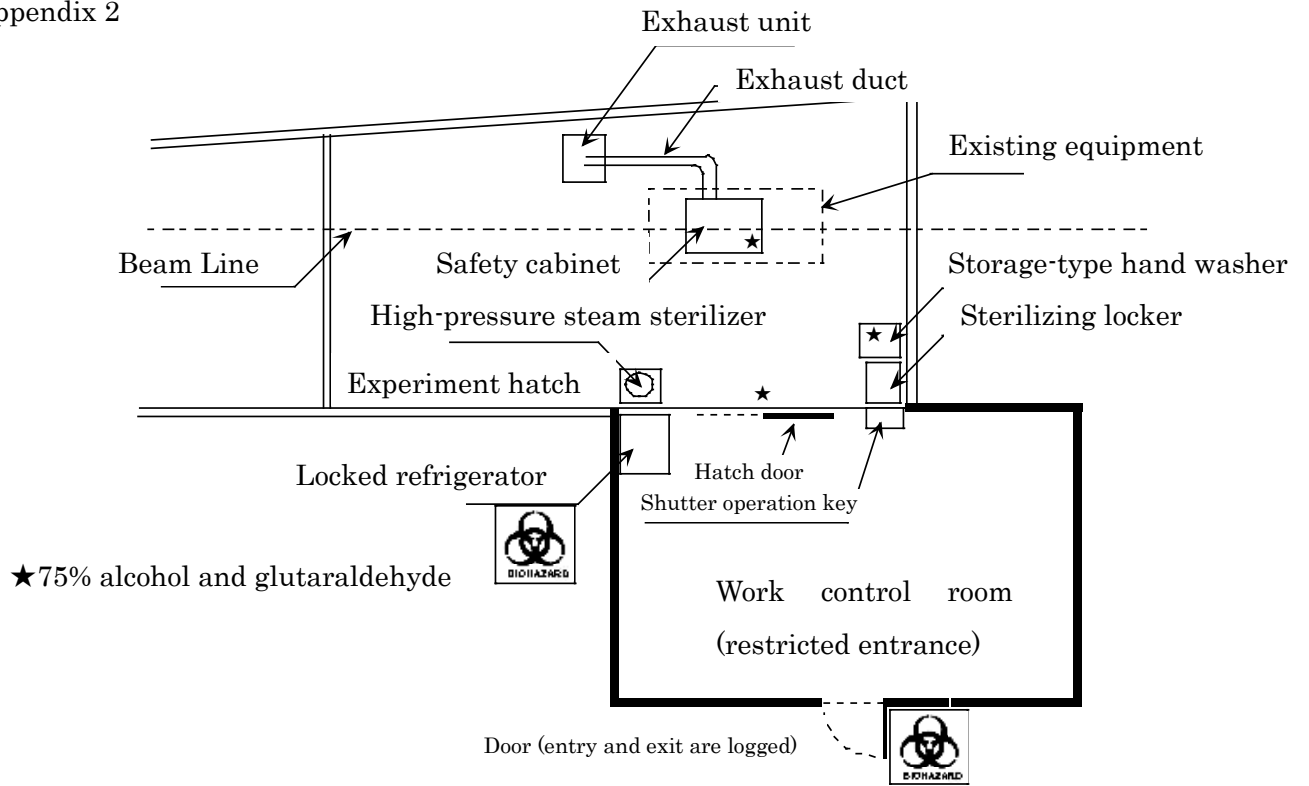 ppendix 2
Exhaust unit
Exhaust duct
Existing equipment
Beam Line
Safety cabinet
Storage-type hand washer
High-pressure steam sterilizer
Sterilizing locker
Experiment hatch
Locked refrigerator
Hatch door
Shutter operation key
BIOHAZARD
★75% alcohol and glutaraldehyde
Work control room
(restricted entrance)
Door (entry and exit are logged)
BIOHAZARD